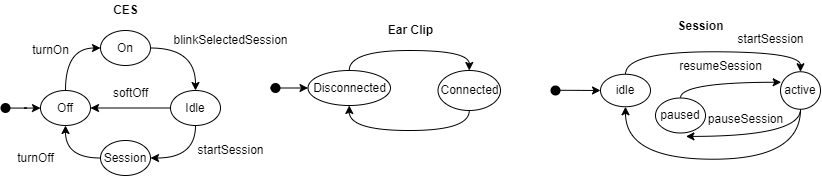 CES
On
turnOn
blinkSelectedSession
softOff
Off
Idle
startSession
turnOff
Session
Ear Clip
Disconnected
Connected
Session
startSession
resumeSession
idle
active
paused
pauseSession